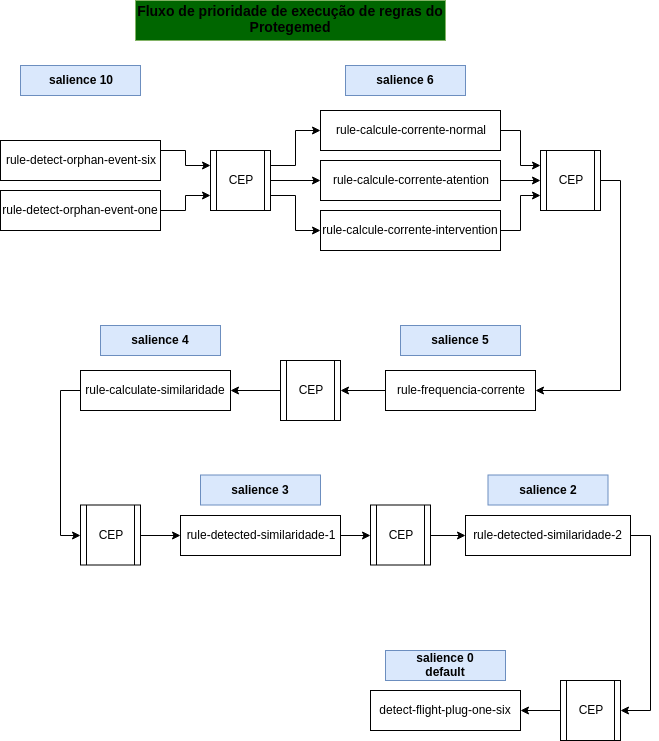 Fluxo de prioridade de execução de regras do
Protegemed
salience 10
salience 6
rule-detect-orphan-event-six
rule-detect-orphan-event-one
CEP
rule-calcule-corrente-normal
rule-calcule-corrente-atention
rule-calcule-corrente-intervention
CEP
salience 4
salience 5
rule-calculate-similaridade
CEP
rule-frequencia-corrente
salience 3
salience 2
CEP
rule-detected-similaridade-1
CEP
rule-detected-similaridade-2
salience 0
default
detect-flight-plug-one-six
CEP